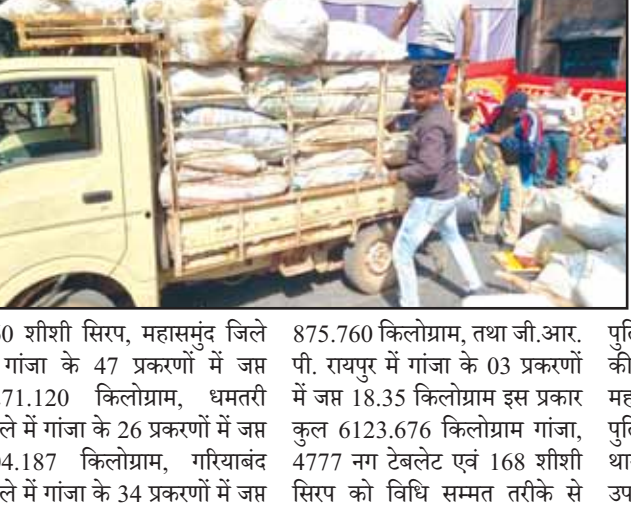 शीशी सिरप, महासमुंद जिले
गांजा के 47 प्रकरणों में जप्त
71.120 किलोग्राम, धमतरी
में गांजा के 26 प्रकरणों में जप्त
4.187 किलोग्राम, गरियाबंद
में गांजा के 34 प्रकरणों में जप्त
875.760 किलोग्राम, तथा जी.आर.
पी. रायपुर में गांजा के 03 प्रकरणों
में जप्त 18.35 किलोग्राम इस प्रकार
कुल 6123.676 किलोग्राम गांजा,
4777 नग टेबलेट एवं 168 शीशी
सिरप को विधि सम्मत तरीके से
की